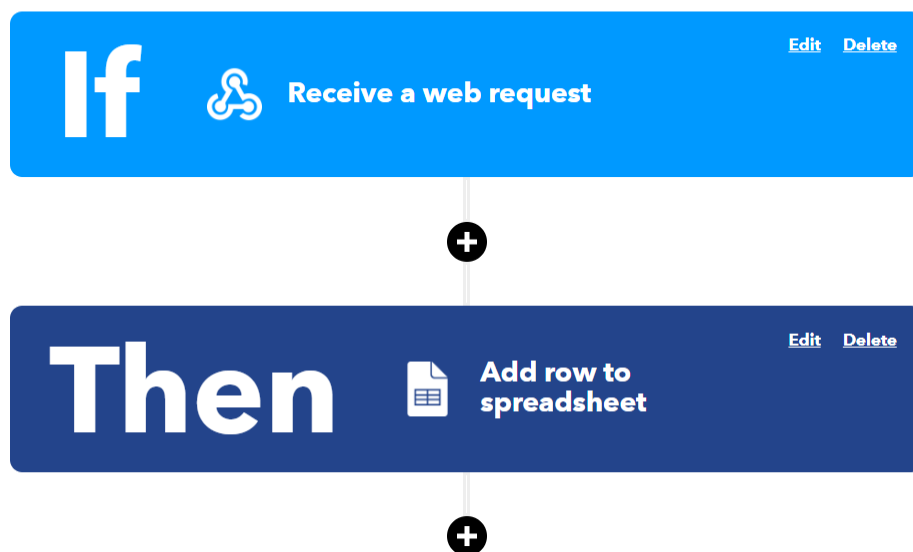 Edit Delete
If
Receive a web request
Edit Delete
Then
Add row to
spreadsheet